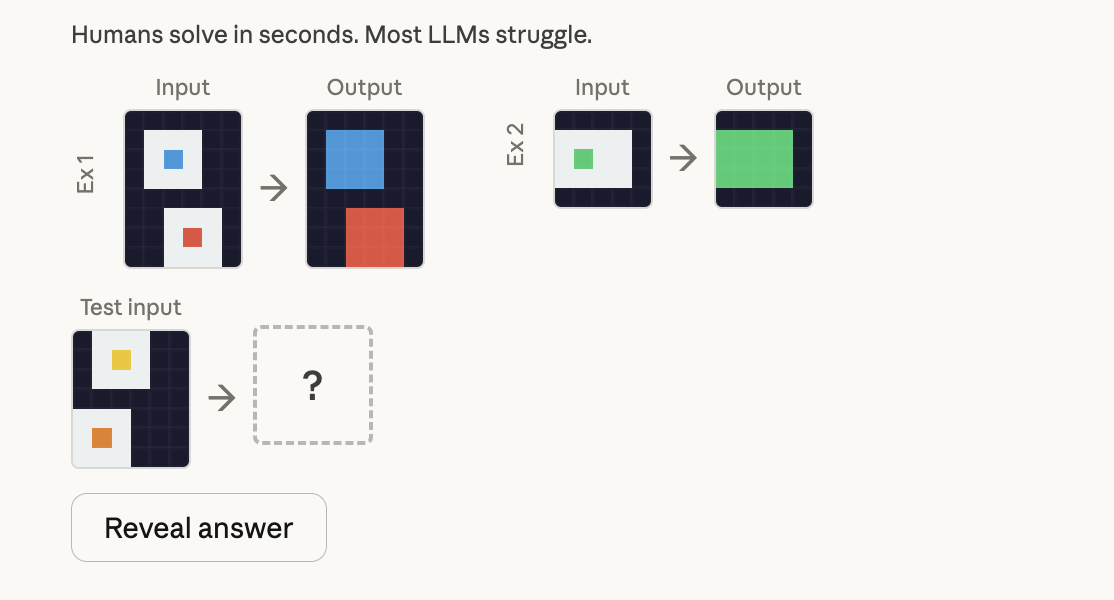 Humans solve in seconds. Most LLMs struggle.
Input
Output
Ex 1
Input
Output
Ex 2
Test input
?
Reveal answer